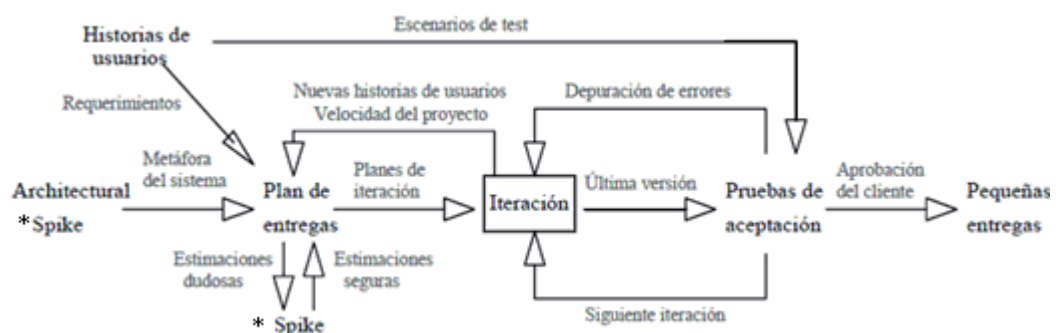 Escenarios de test
Historias de
usuarios
Requerimientos
Nuevas historias de usuarios
Velocidad del proyecto
Depuración de errores
Metáfora
del sistema
Planes de
iteración
Última versión
Aprobación
del cliente
Architectural
*Spike
Plan de
entregas
Iteración
Pruebas de
aceptación
Pequeñas
entregas
Estimaciones
dudosas
Estimaciones
seguras
Siguiente iteración
* Spike